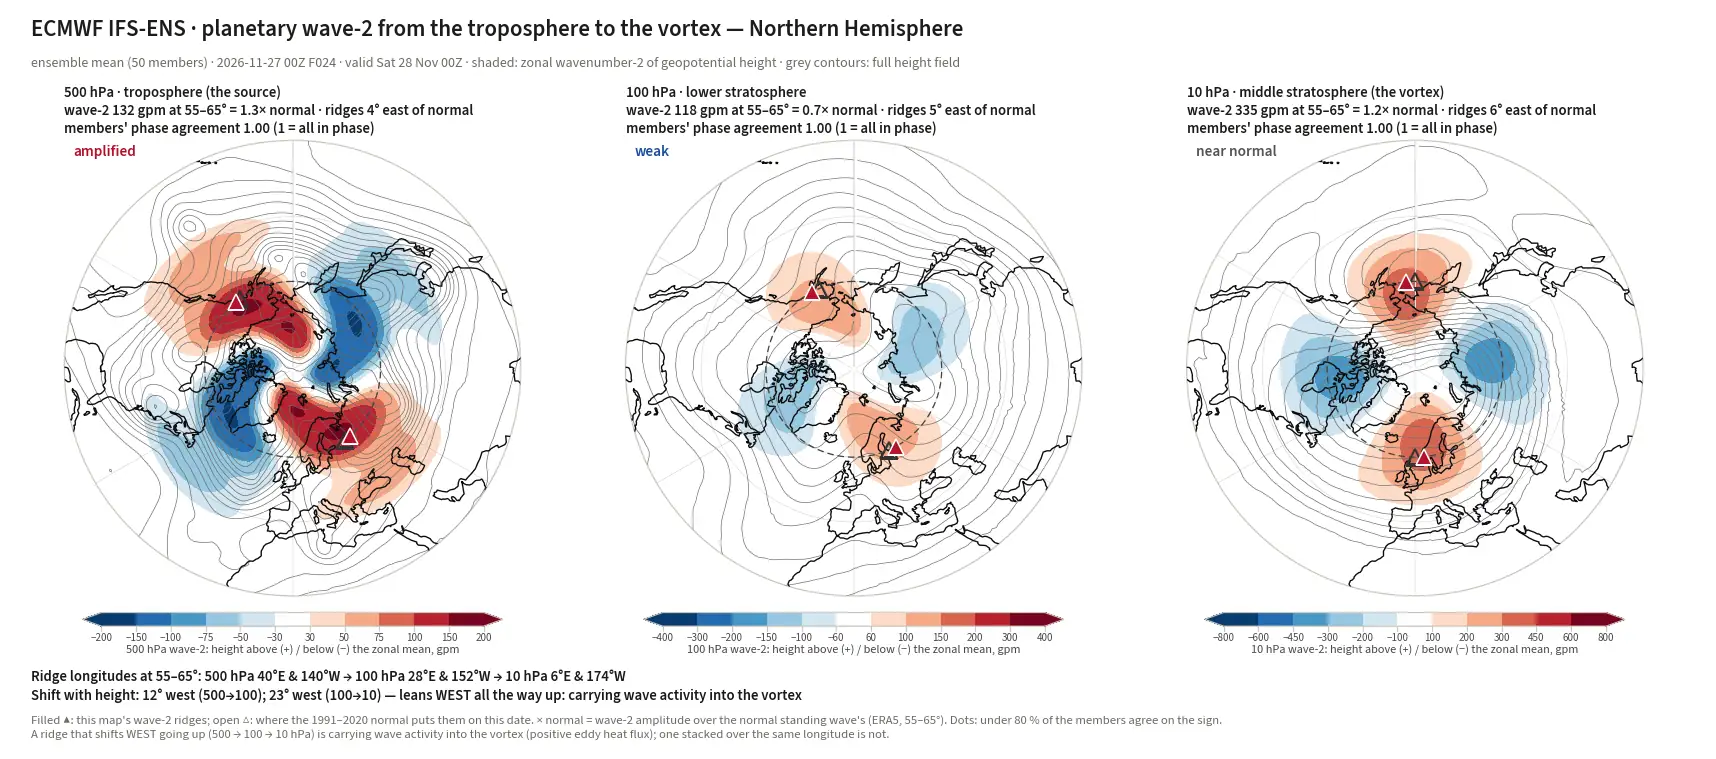 ECMWF IFS-ENS · planetary wave-2 from the troposphere to the vortex — Northern Hemisphere
ensemble mean (50 members) · 2026-11-27 00Z F024 · valid Sat 28 Nov 00Z · shaded: zonal wavenumber-2 of geopotential height · grey contours: full height field
500 hPa · troposphere (the source)
wave-2 132 gpm at 55–65° = 1.3× normal · ridges 4° east of normal
members' phase agreement 1.00 (1 = all in phase)
amplified
−200 −150 −100 −75 −50 −30 30 50 75 100 150 200
500 hPa wave-2: height above (+) / below (−) the zonal mean, gpm
100 hPa · lower stratosphere
wave-2 118 gpm at 55–65° = 0.7× normal · ridges 5° east of normal
members' phase agreement 1.00 (1 = all in phase)
weak
−400 −300 −200 −150 −100 −60 60 100 150 200 300 400
100 hPa wave-2: height above (+) / below (−) the zonal mean, gpm
10 hPa · middle stratosphere (the vortex)
wave-2 335 gpm at 55–65° = 1.2× normal · ridges 6° east of normal
members' phase agreement 1.00 (1 = all in phase)
near normal
−800 −600 −450 −300 −200 −100 100 200 300 450 600 800
10 hPa wave-2: height above (+) / below (−) the zonal mean, gpm
Ridge longitudes at 55–65°: 500 hPa 40°E & 140°W → 100 hPa 28°E & 152°W → 10 hPa 6°E & 174°W
Shift with height: 12° west (500→100); 23° west (100→10) — leans WEST all the way up: carrying wave activity into the vortex
Filled ▲: this map's wave-2 ridges; open △: where the 1991–2020 normal puts them on this date. × normal = wave-2 amplitude over the normal standing wave's (ERA5, 55–65°). Dots: under 80 % of the members agree on the sign.
A ridge that shifts WEST going up (500 → 100 → 10 hPa) is carrying wave activity into the vortex (positive eddy heat flux); one stacked over the same longitude is not.